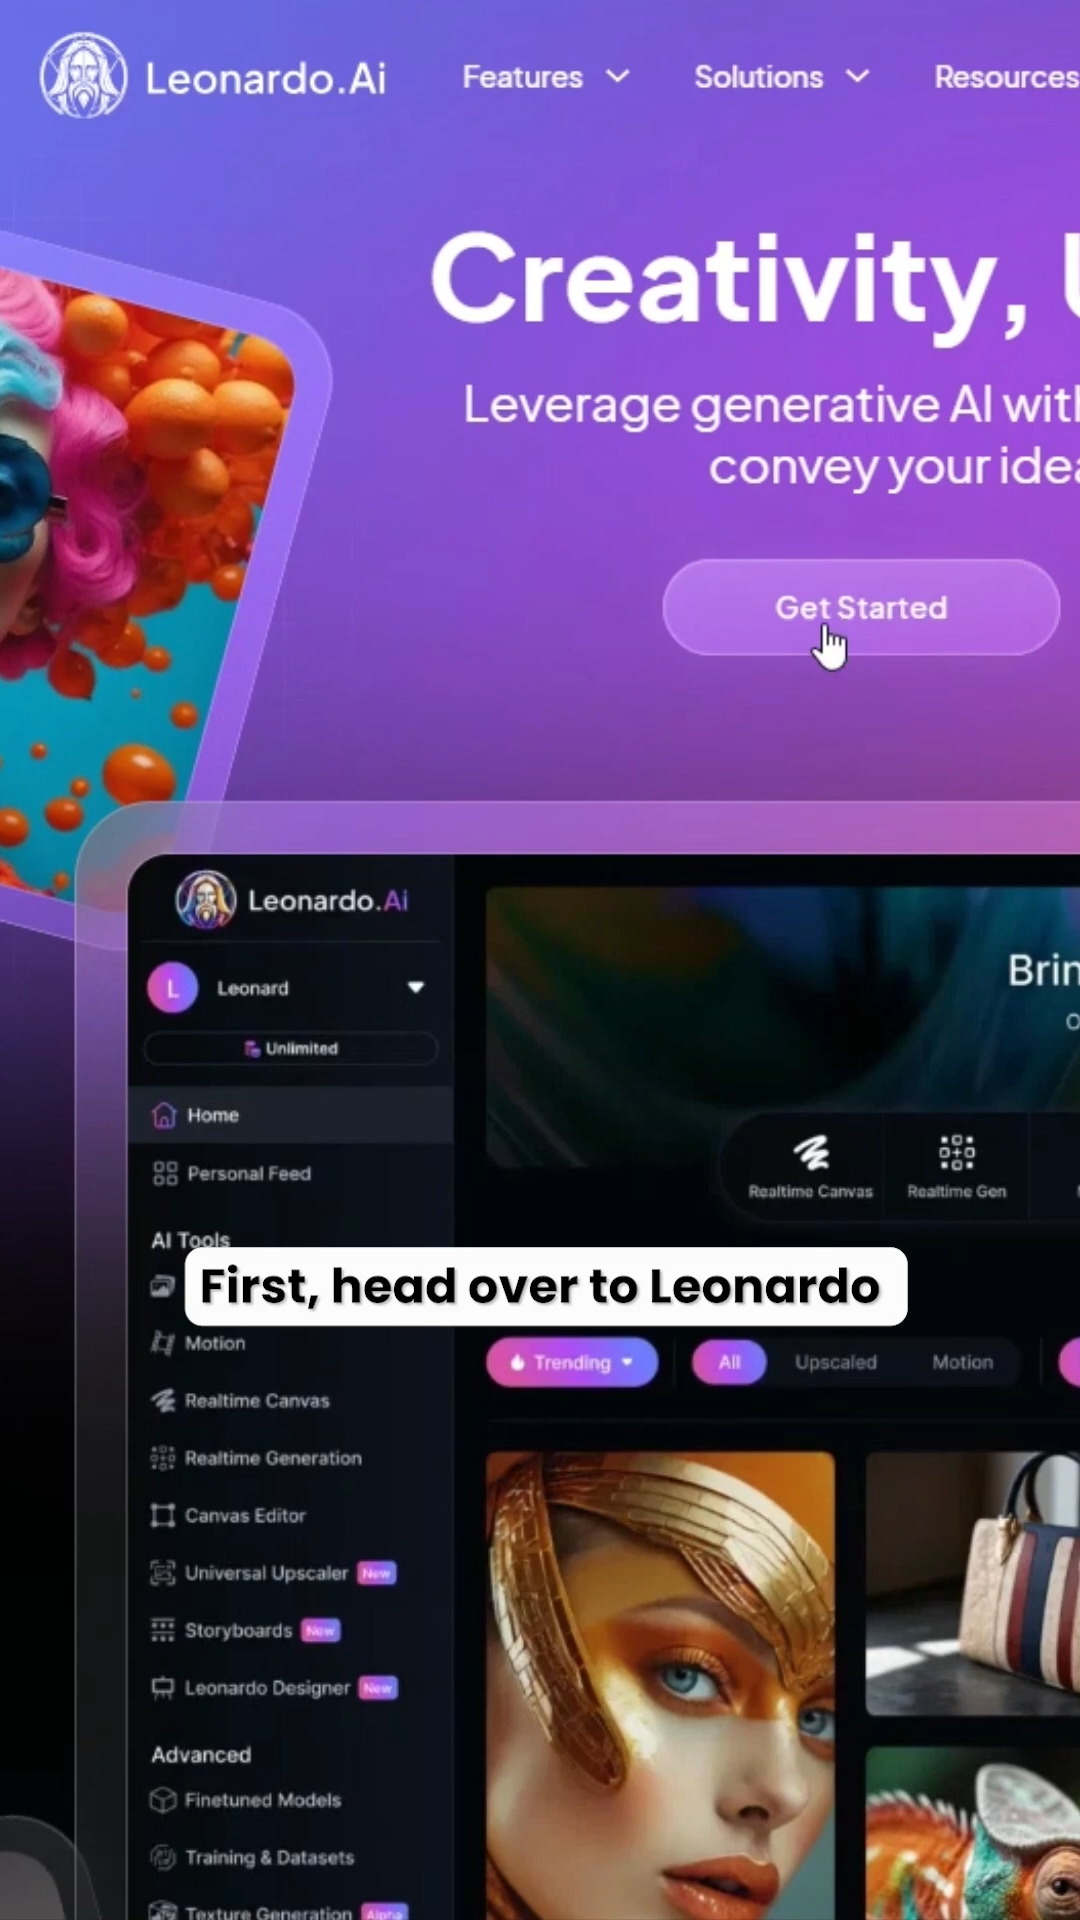 Leonardo.Ai
Features
Solutions
Resources
Creativity,
Leverage generative AI with
convey your idea
Get Started
Leonardo.Ai
L
Leonard
Unlimited
Home
Personal Feed
AI Tools
First, head over to Leonardo
Motion
Realtime Canvas
Realtime Generation
Canvas Editor
Universal Upscaler New
Storyboards New
Leonardo Designer New
Advanced
Finetuned Models
Training & Datasets
Texture Generation Alpha
Brin
Realtime Canvas
Realtime Gen
Trending
All
Upscaled
Motion